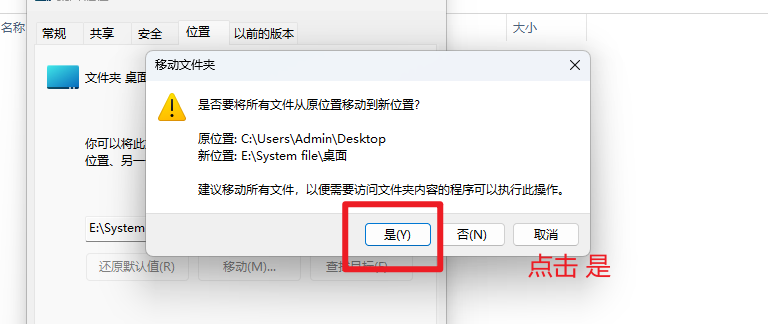 名称
大小
常规 共享 安全 位置 以前的版本
文件夹 桌面
移动文件夹
是否要将所有文件从原位置移动到新位置?
原位置: C:\Users\Admin\Desktop
新位置: E:\System file\桌面
建议移动所有文件，以便需要访问文件夹内容的程序可以执行此操作。
你可以将此
位置、另一
E:\System
是(Y) 否(N) 取消
还原默认值(R) 移动(M)... 查找目标(F)...
点击 是